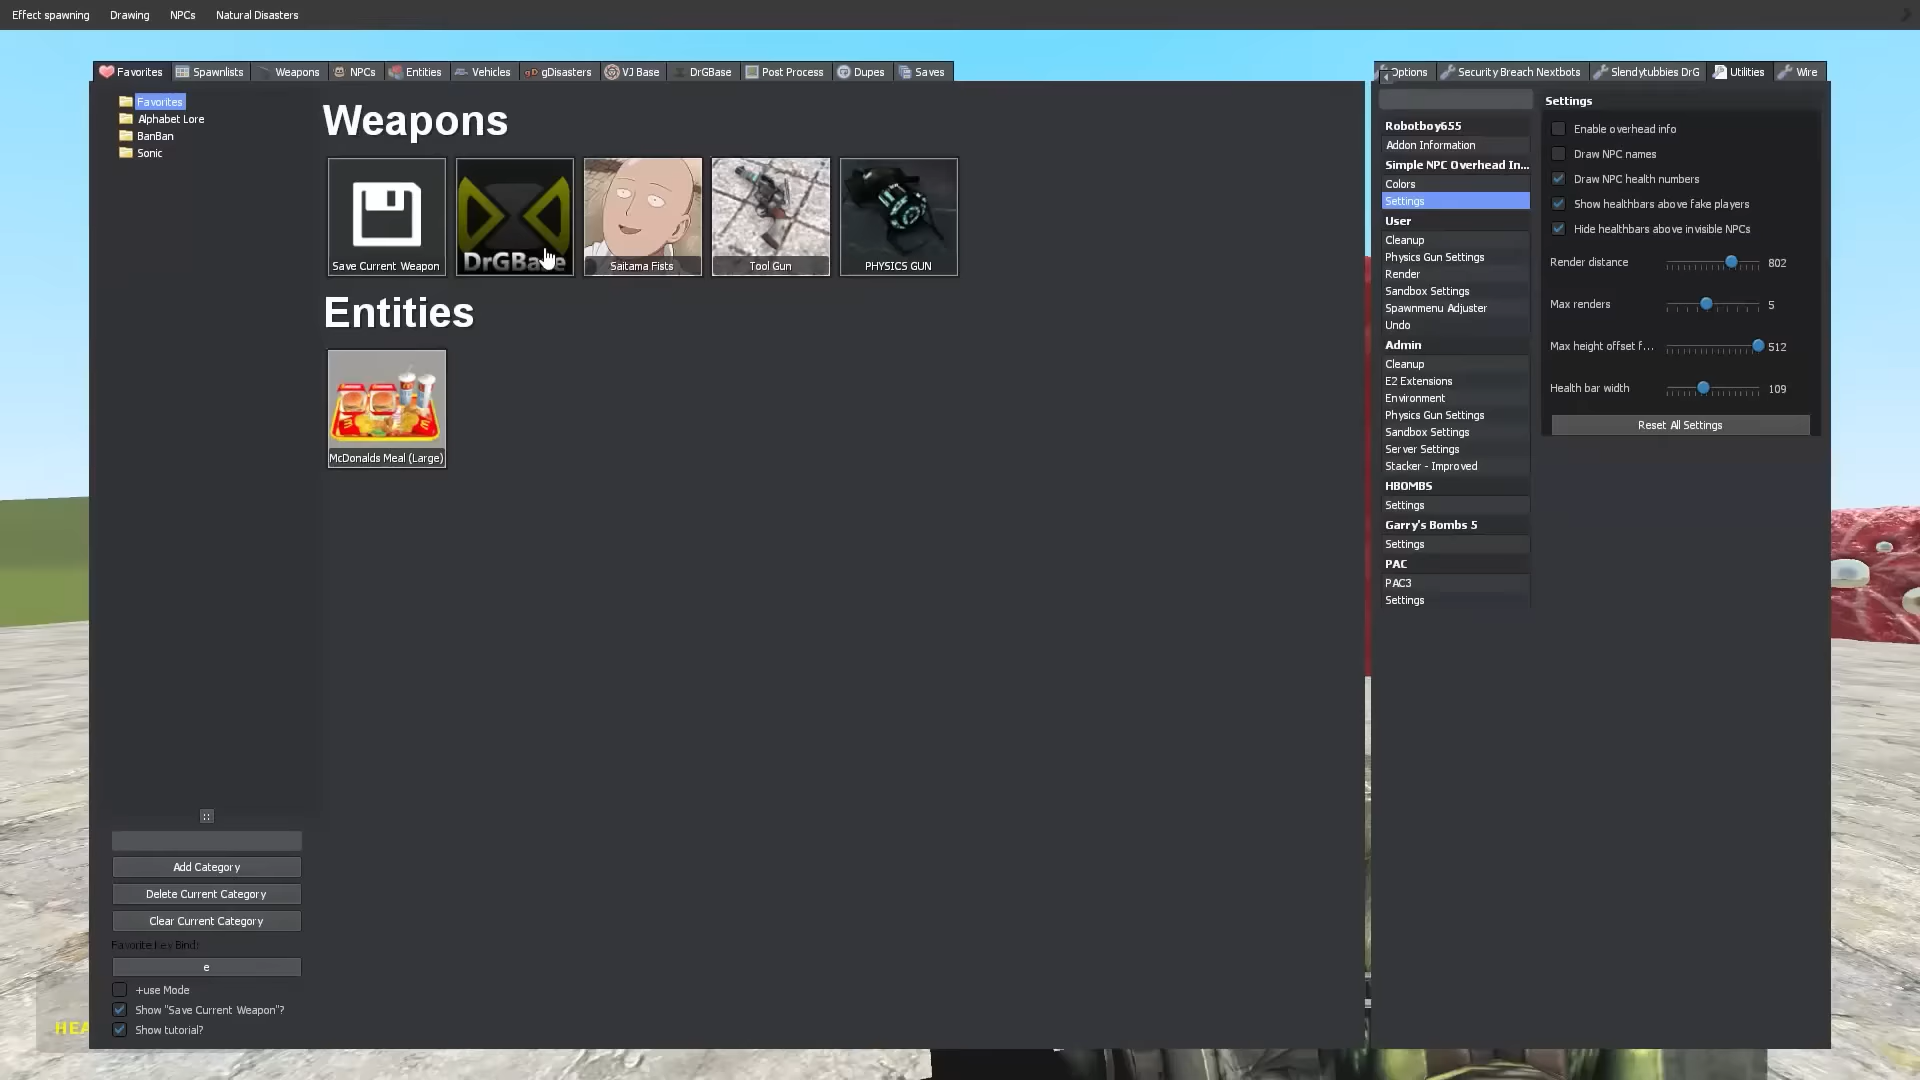 Effect spawning
Drawing
NPCs
Natural Disasters
Favorites
Spawnlists
Weapons
NPCs
Entities
Vehicles
gD gDisasters
VJ Base
DrGBase
Post Process
Dupes
Saves
Options
Security Breach Nextbots
Slendytubbies DrG
Utilities
Wire
Favorites
Alphabet Lore
BanBan
Sonic
Weapons
Save Current Weapon
DrGBase
Saitama Fists
Tool Gun
PHYSICS GUN
Entities
McDonalds Meal (Large)
Add Category
Delete Current Category
Clear Current Category
Favorite Key Bind:
e
+use Mode
Show "Save Current Weapon"?
Show tutorial?
HEA
Robotboy655
Addon Information
Simple NPC Overhead In...
Colors
Settings
User
Cleanup
Physics Gun Settings
Render
Sandbox Settings
Spawnmenu Adjuster
Undo
Admin
Cleanup
E2 Extensions
Environment
Physics Gun Settings
Sandbox Settings
Server Settings
Stacker - Improved
HBOMBS
Settings
Garry's Bombs 5
Settings
PAC
PAC3
Settings
Settings
Enable overhead info
Draw NPC names
Draw NPC health numbers
Show healthbars above fake players
Hide healthbars above invisible NPCs
Render distance 802
Max renders 5
Max height offset f... 512
Health bar width 109
Reset All Settings